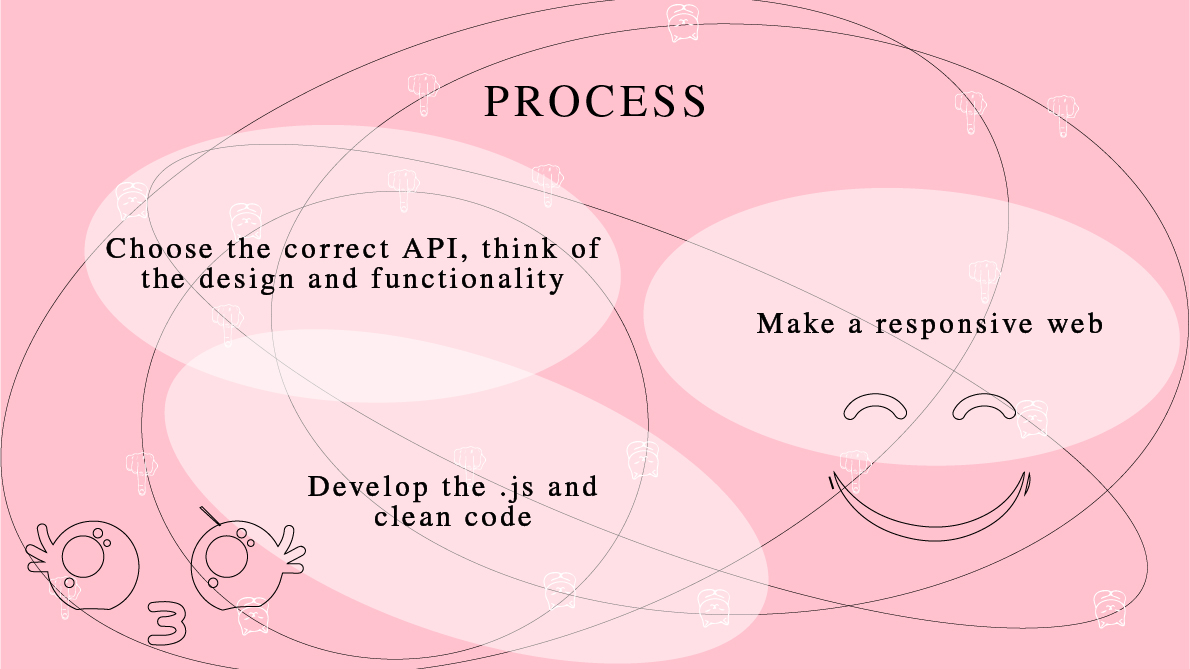 PROCESS
Choose the correct API, think of
the design and functionality
Make a responsive web
Develop the .js and
clean code